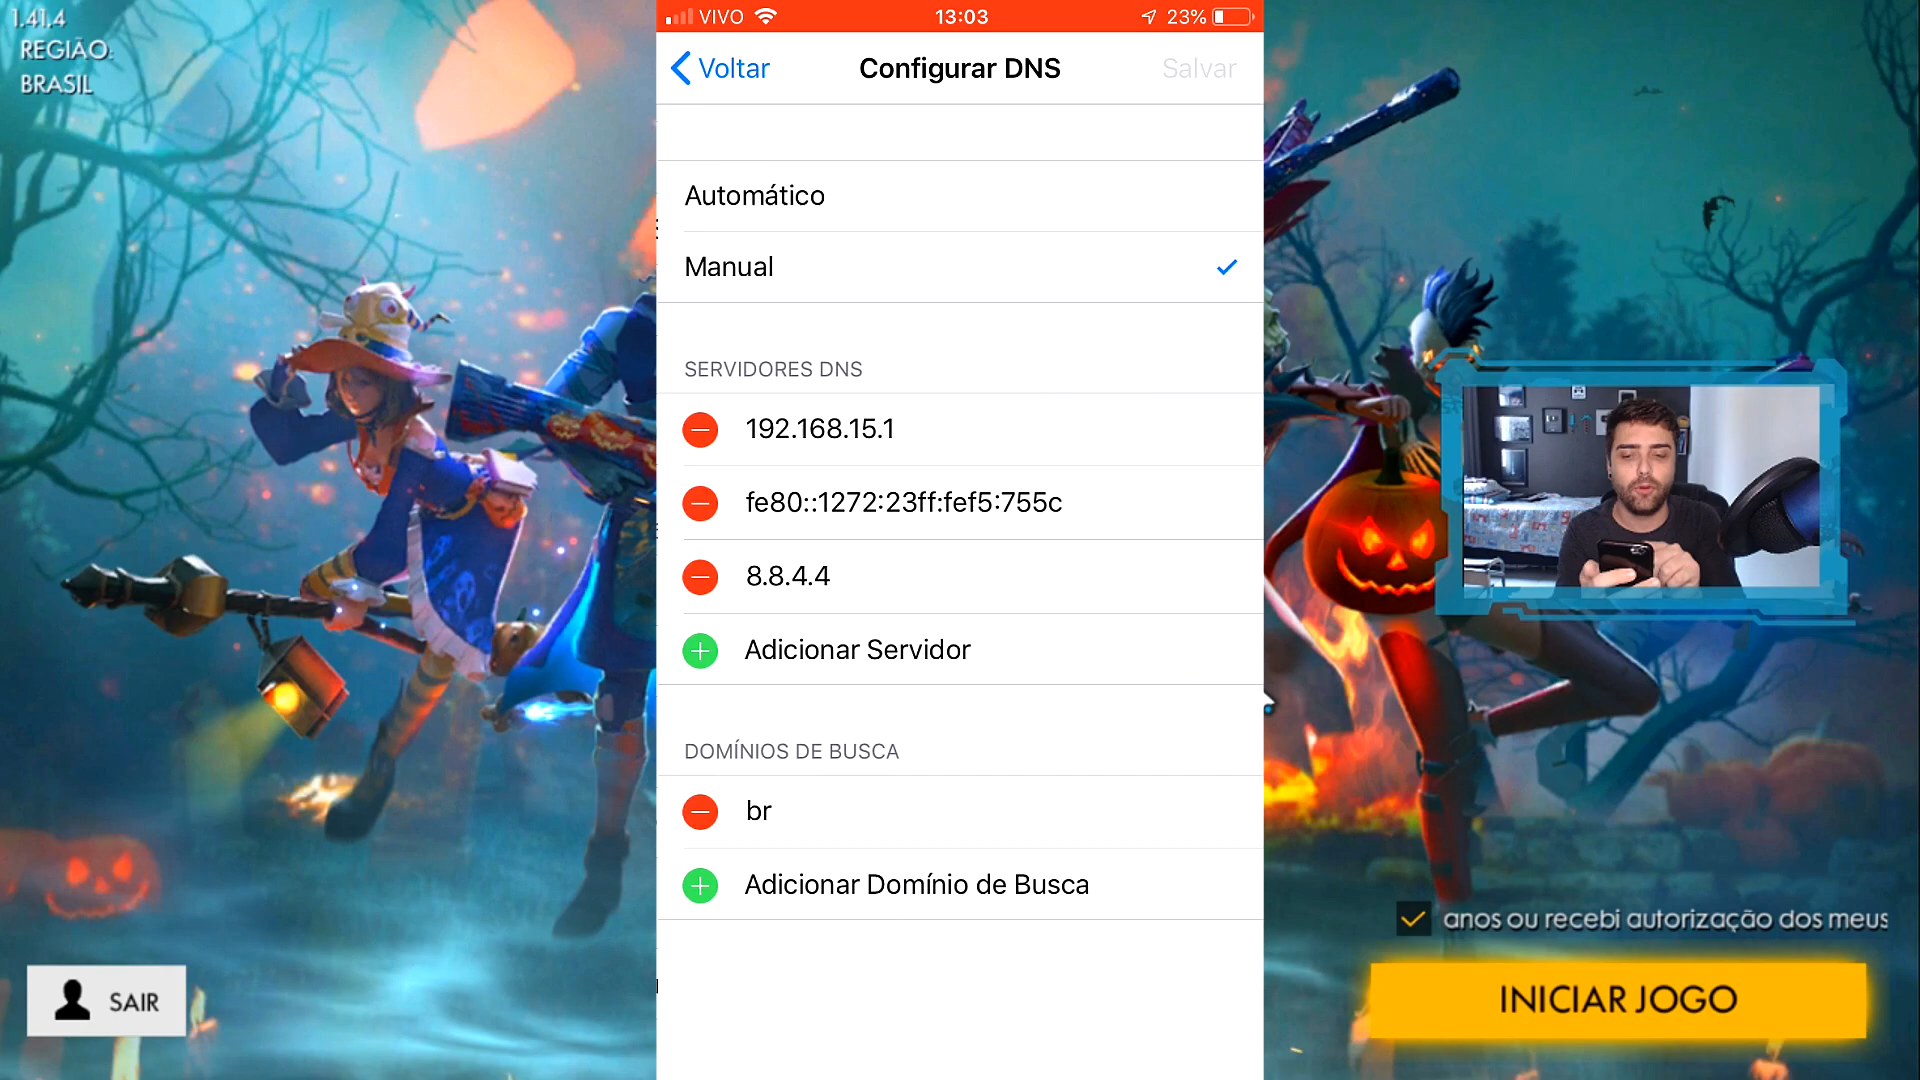 1.41.4
REGIÃO:
BRASIL
VIVO 13:03 23%
Voltar Configurar DNS Salvar
Automático
Manual
SERVIDORES DNS
192.168.15.1
fe80::1272:23ff:fef5:755c
8.8.4.4
Adicionar Servidor
DOMÍNIOS DE BUSCA
br
Adicionar Domínio de Busca
anos ou recebi autorização dos meus
SAIR
INICIAR JOGO